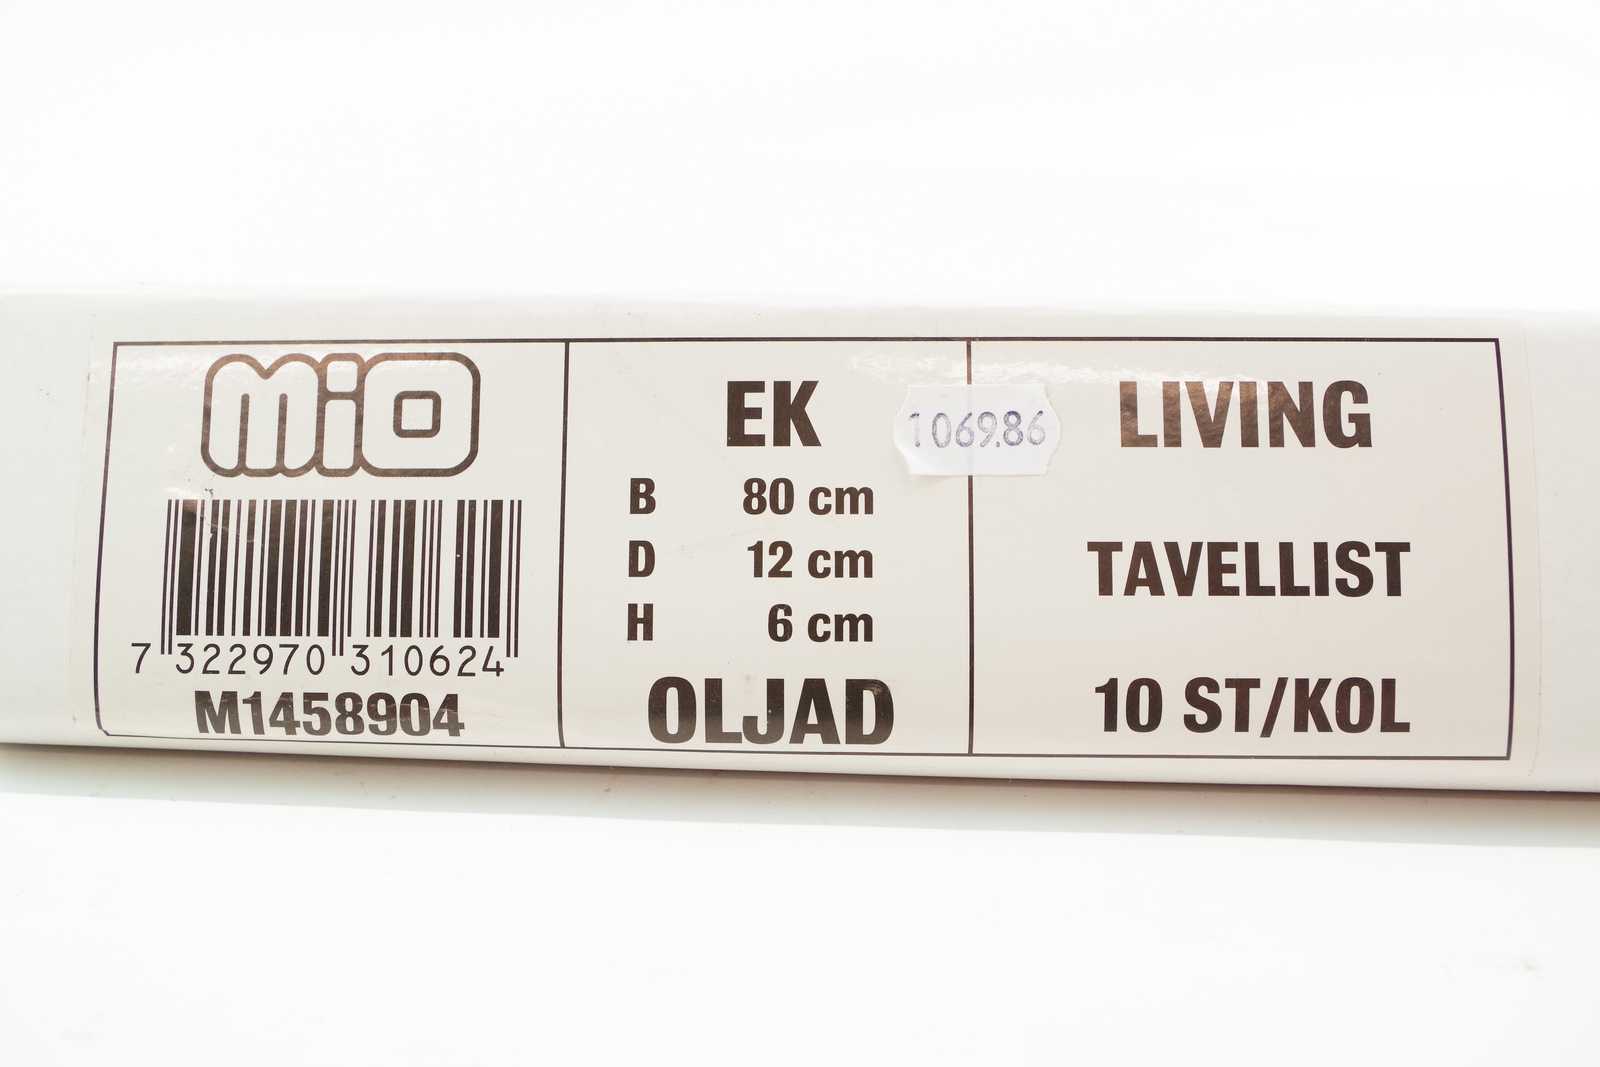 MiO
7 322970 310624
M1458904
EK
B 80 cm
D 12 cm
H 6 cm
OLJAD
1069.86
LIVING
TAVELLIST
10 ST/KOL